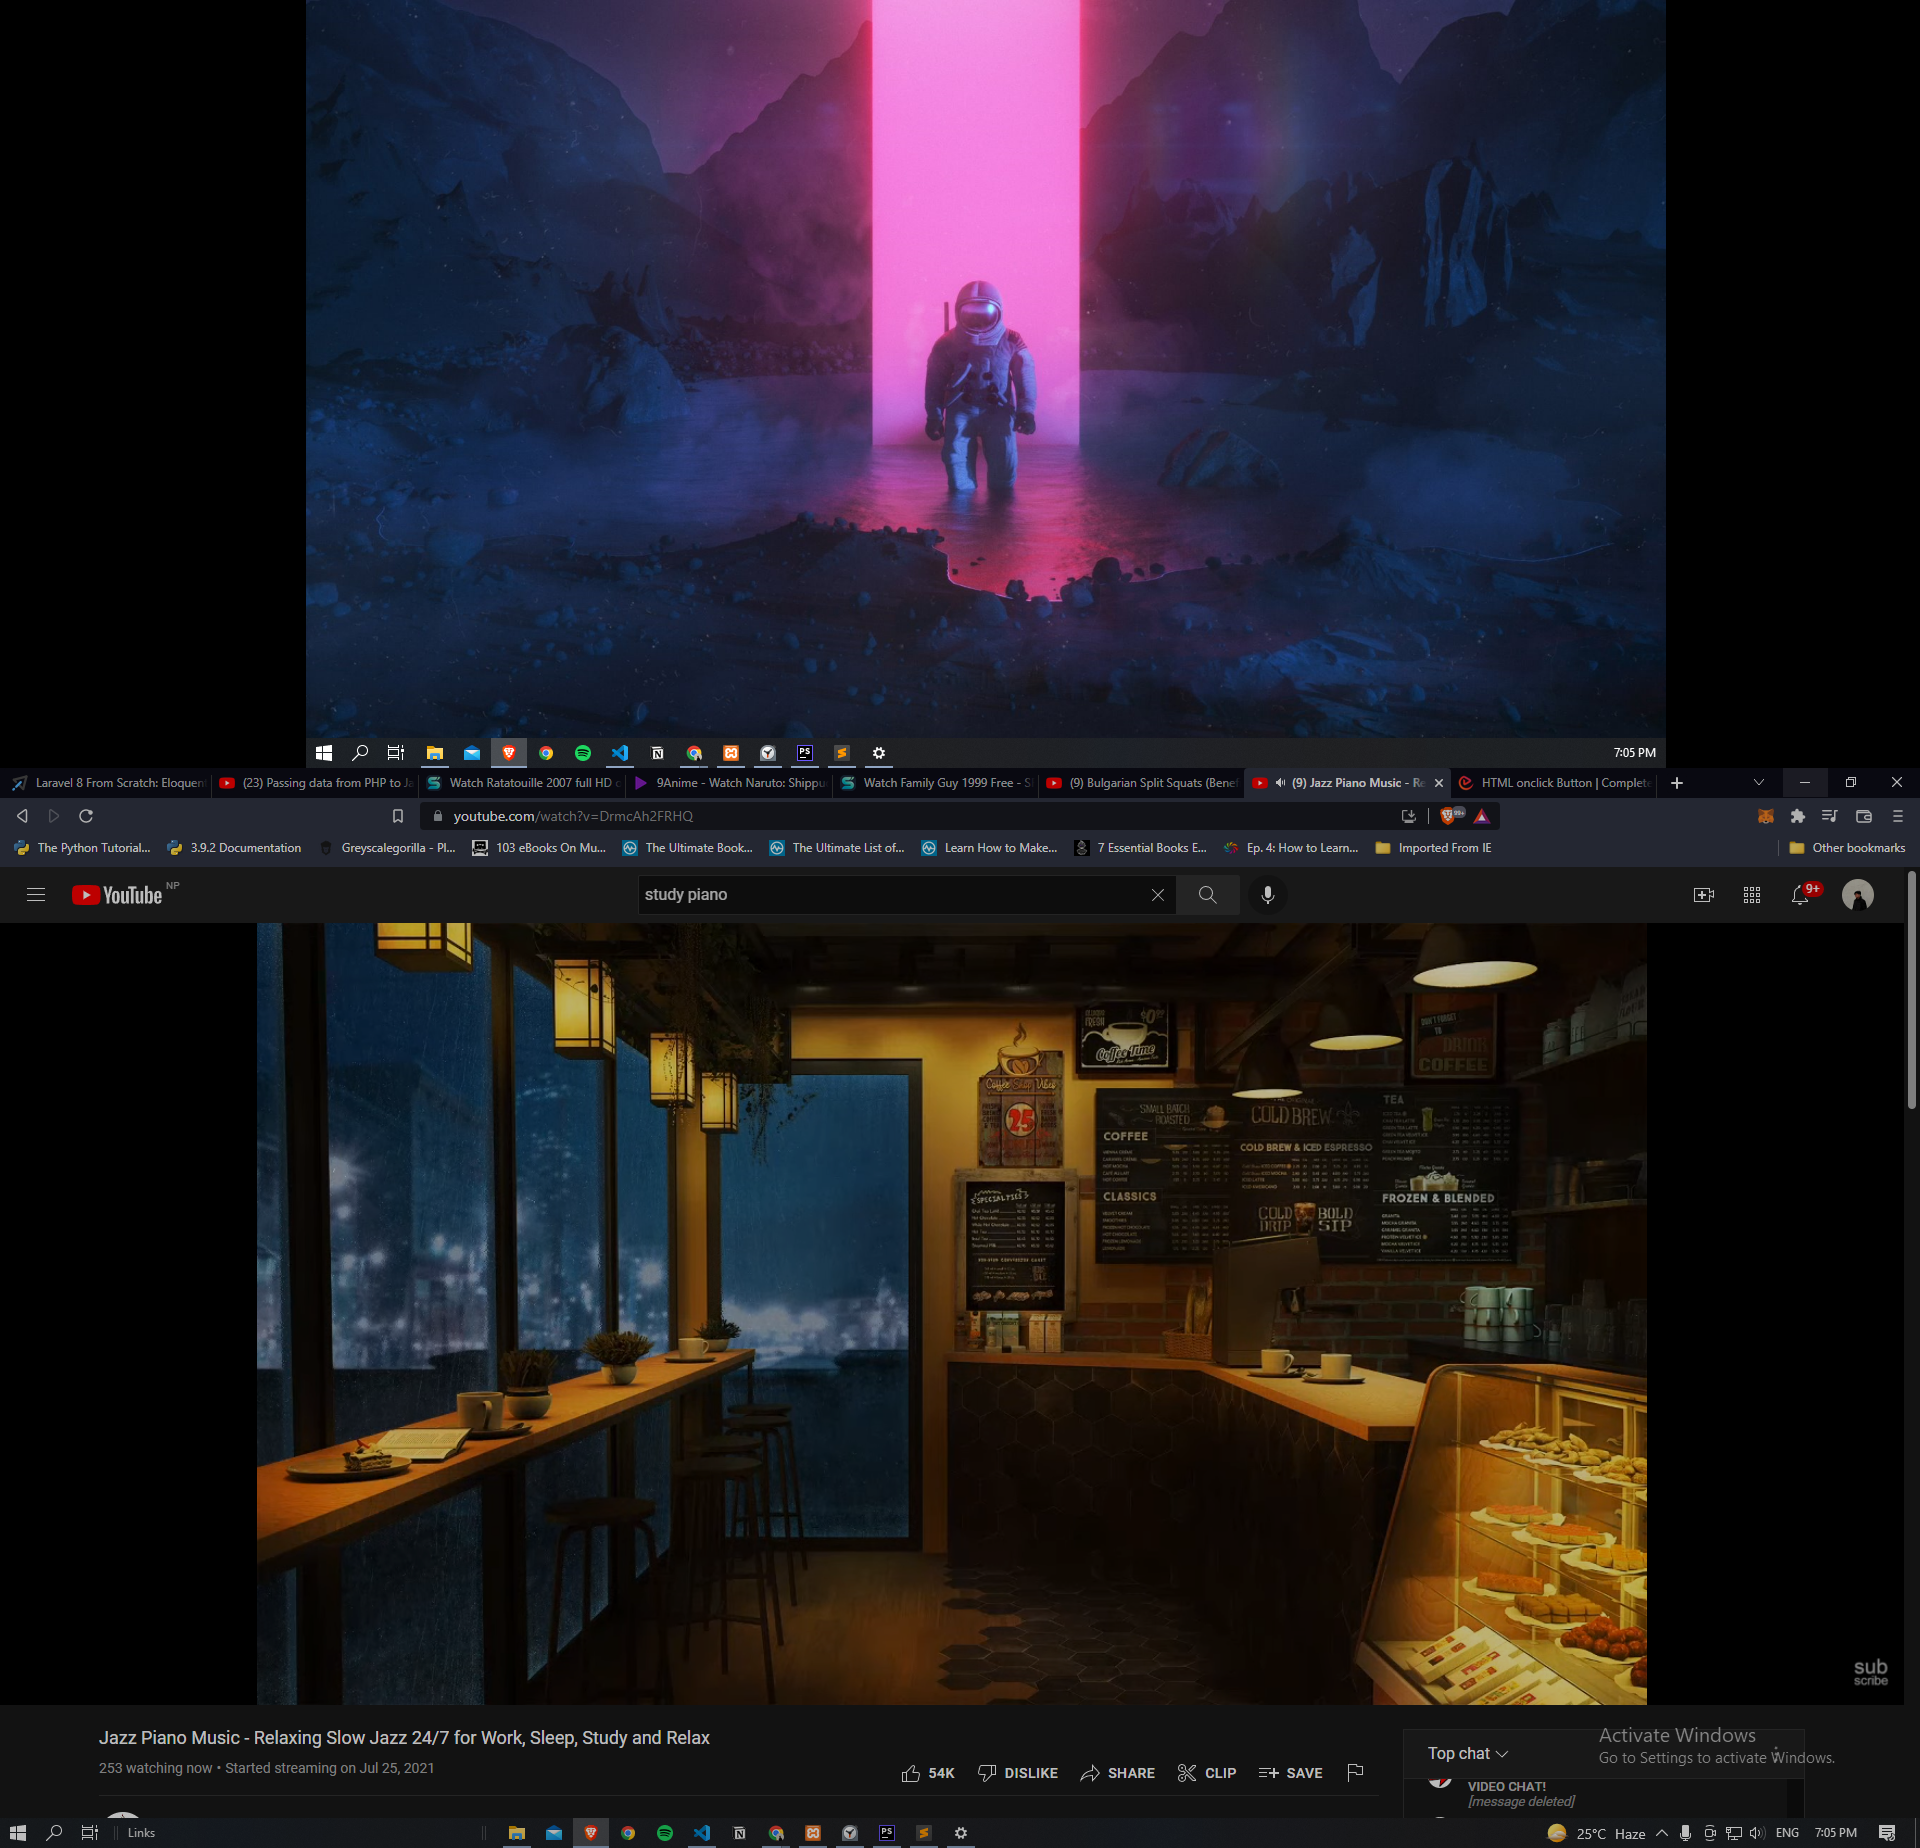 PS
7:05 PM
Laravel 8 From Scratch: Eloquen
(23) Passing data from PHP to Ja
Watch Ratatouille 2007 full HD
9Anime - Watch Naruto: Shippu
Watch Family Guy 1999 Free - S
(9) Bulgarian Split Squats (Bene
(9) Jazz Piano Music - Re
HTML onclick Button | Complete
youtube.com/watch?v=DrmcAh2FRHQ
99+
The Python Tutorial...
3.9.2 Documentation
Greyscalegorilla - Pl...
103 eBooks On Mu...
The Ultimate Book...
The Ultimate List of...
Learn How to Make...
7 Essential Books E...
Ep. 4: How to Learn...
Imported From IE
Other bookmarks
YouTube NP
study piano
9+
DON'T FORGET
TO
DRINK
COFFEE
Coffee Time
Coffee Shop Vibes
25
SMALL BATCH
ROASTED
COLD BREW
TEA
COFFEE
COLD BREW & ICED ESPRESSO
CLASSICS
FROZEN & BLENDED
COLD
DRIP
BOLD
SIP
SPECIALTIES
sub
scribe
Jazz Piano Music - Relaxing Slow Jazz 24/7 for Work, Sleep, Study and Relax
253 watching now • Started streaming on Jul 25, 2021
54K
DISLIKE
SHARE
CLIP
SAVE
Top chat
Activate Windows
Go to Settings to activate Windows.
VIDEO CHAT!
[message deleted]
Links
PS
25°C Haze
ENG
7:05 PM